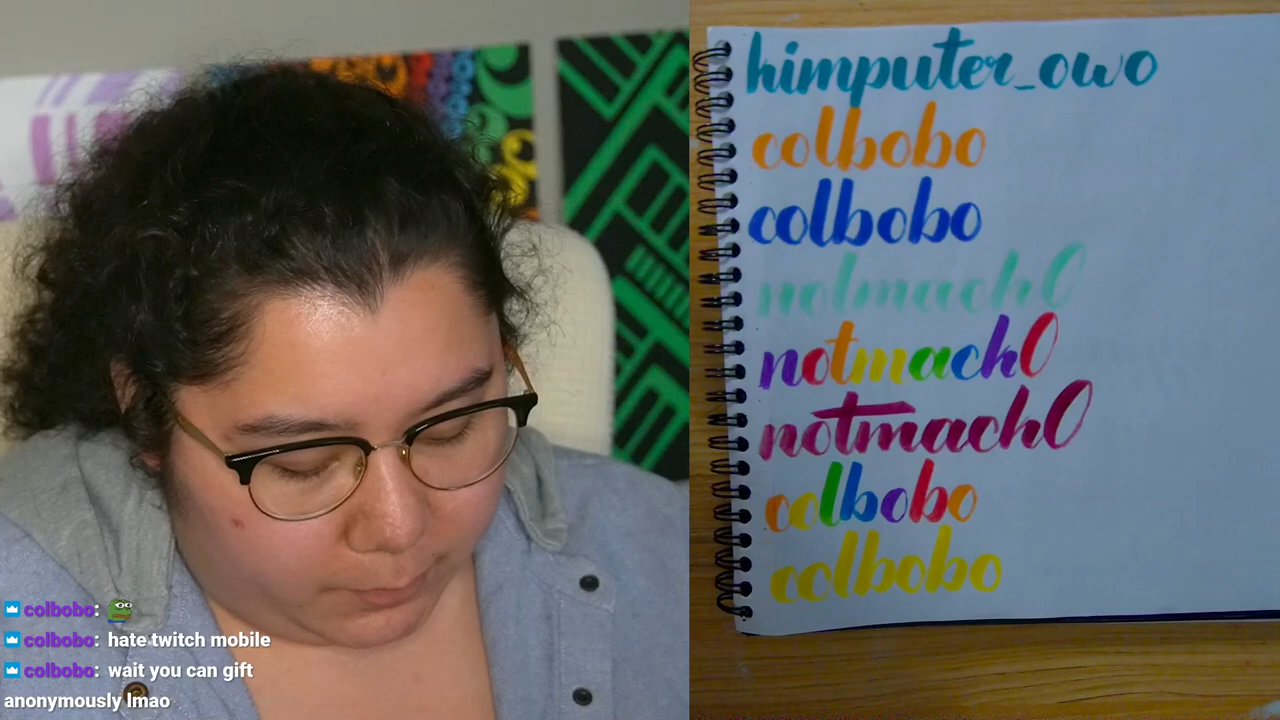 himputer_owo
colbobo
colbobo
notmach0
notmach0
notmach0
colbobo
colbobo
colbobo:
colbobo: hate twitch mobile
colbobo: wait you can gift
anonymously lmao